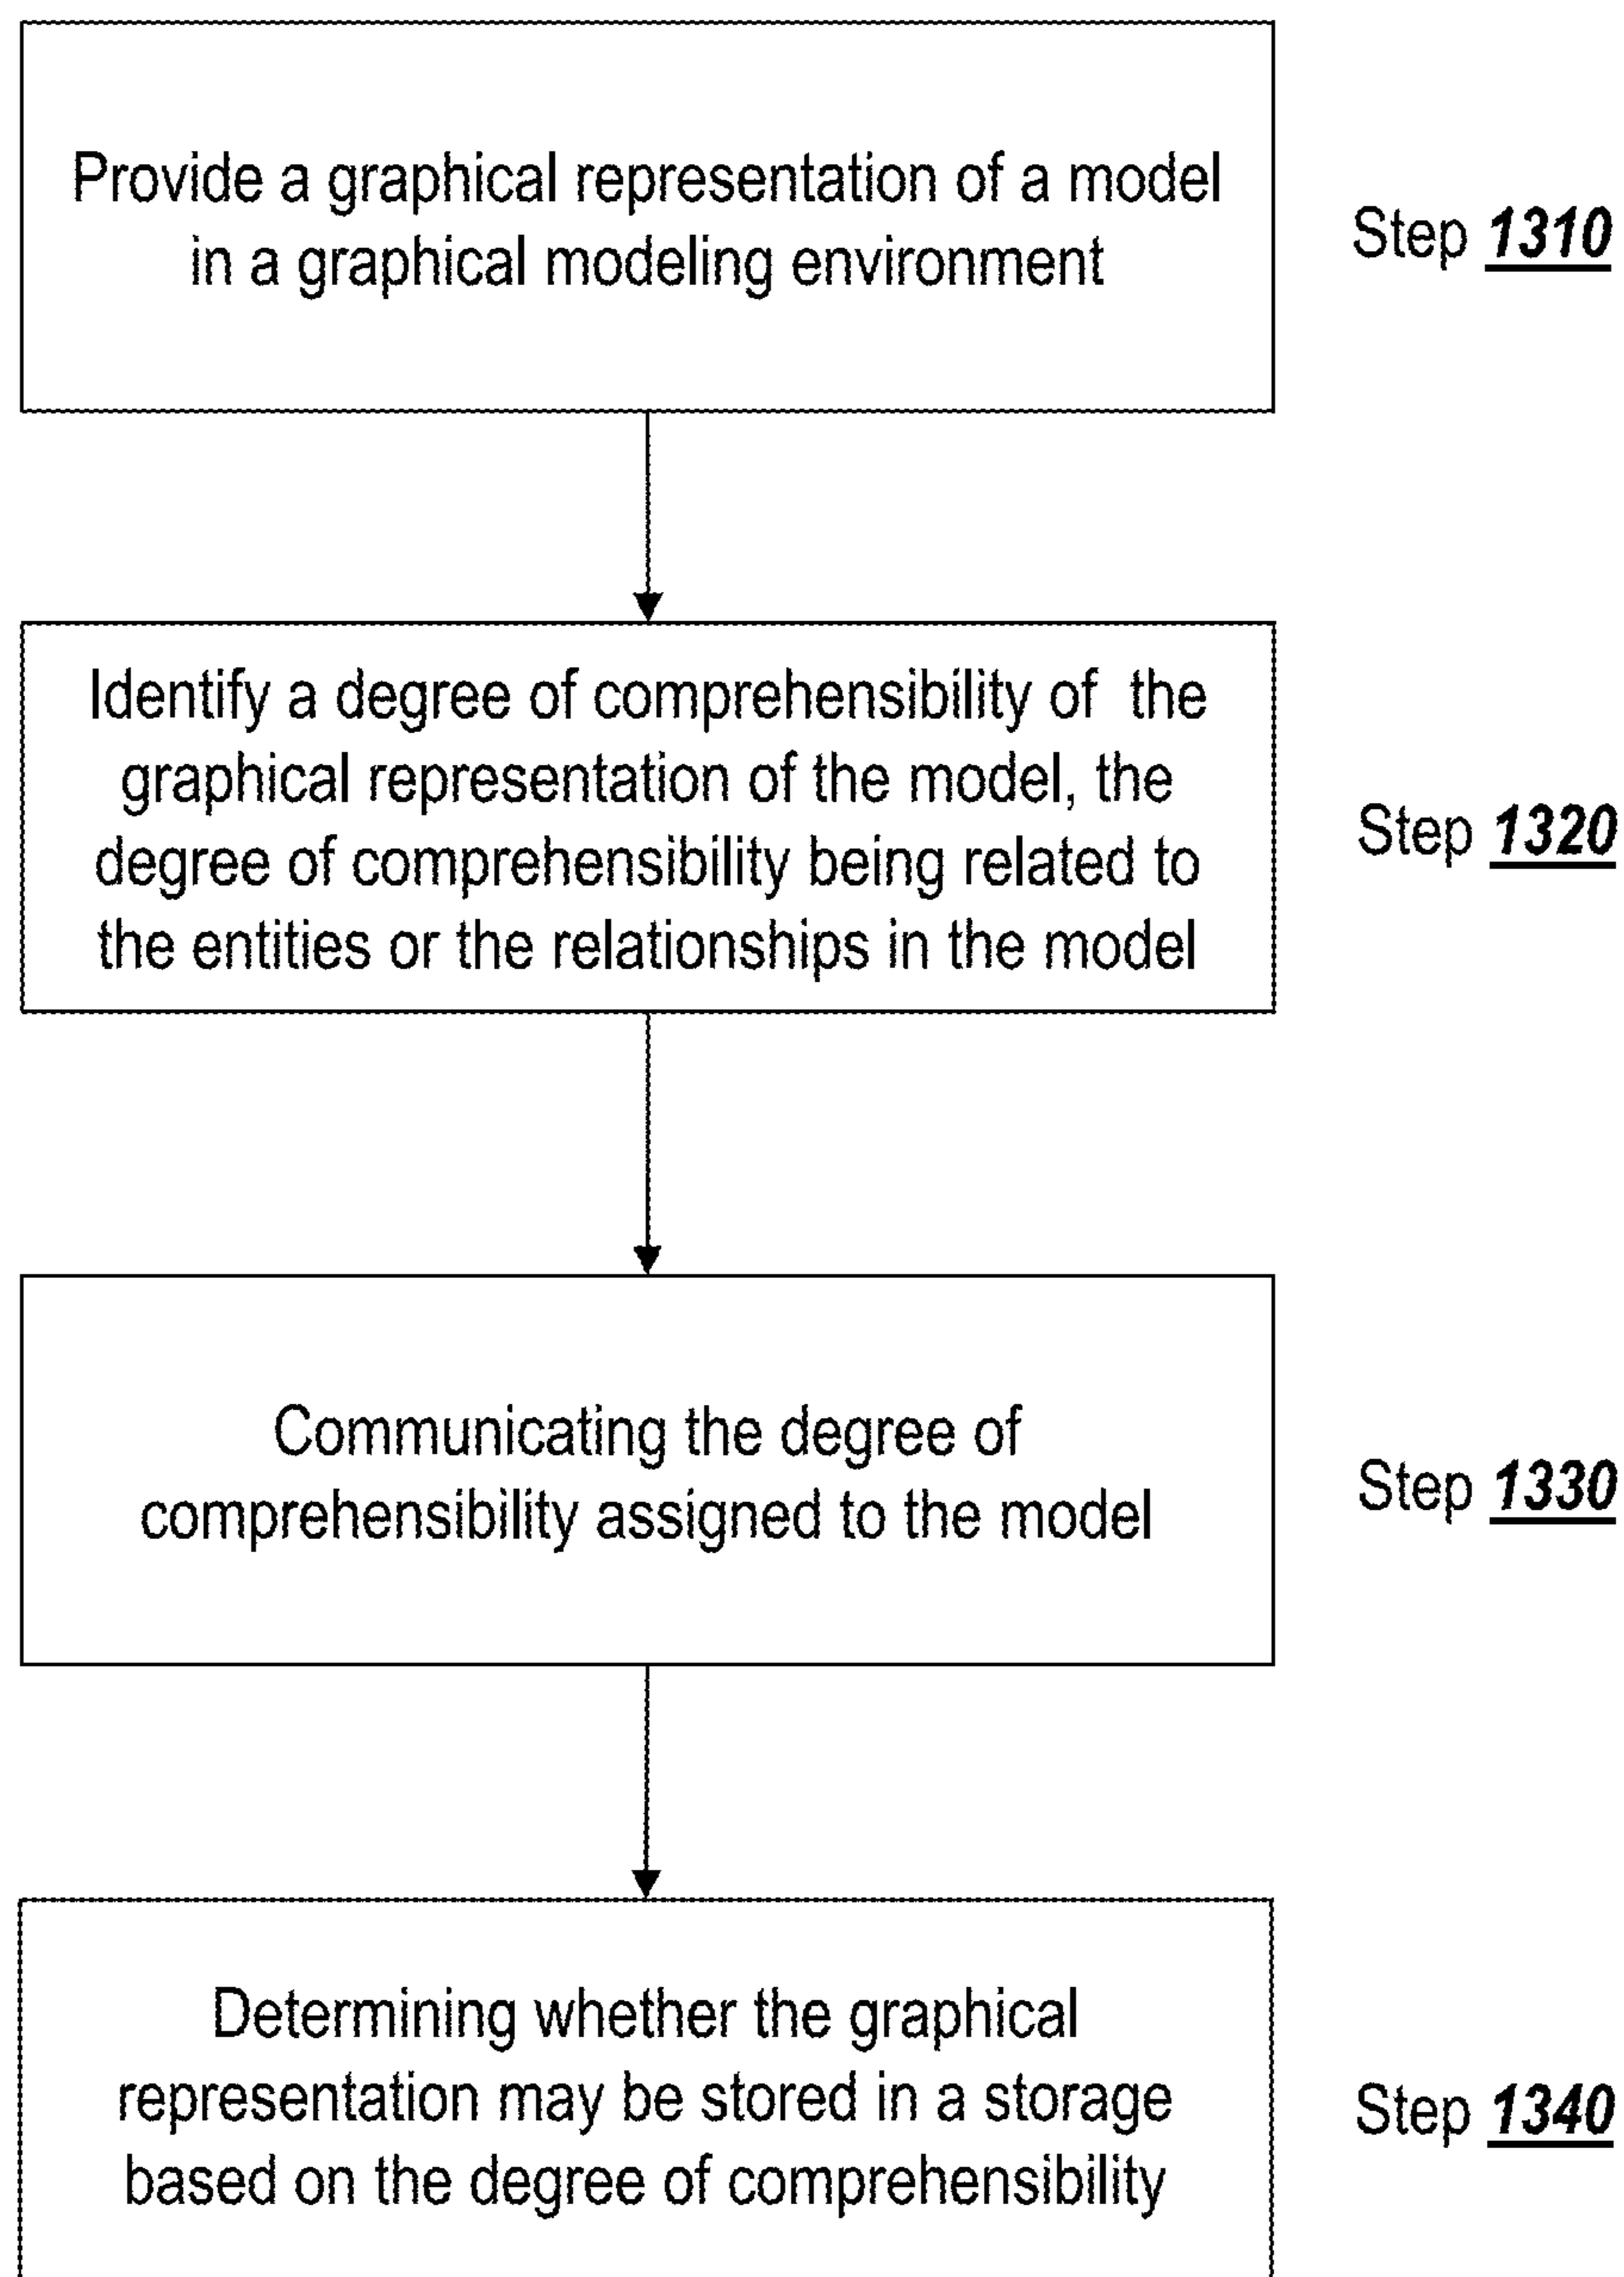 Provide a graphical representation of a model
in a graphical modeling environment
Step 1310
Identify a degree of comprehensibility of the
graphical representation of the model, the
degree of comprehensibility being related to
the entities or the relationships in the model
Step 1320
Communicating the degree of
comprehensibility assigned to the model
Step 1330
Determining whether the graphical
representation may be stored in a storage
based on the degree of comprehensibility
Step 1340